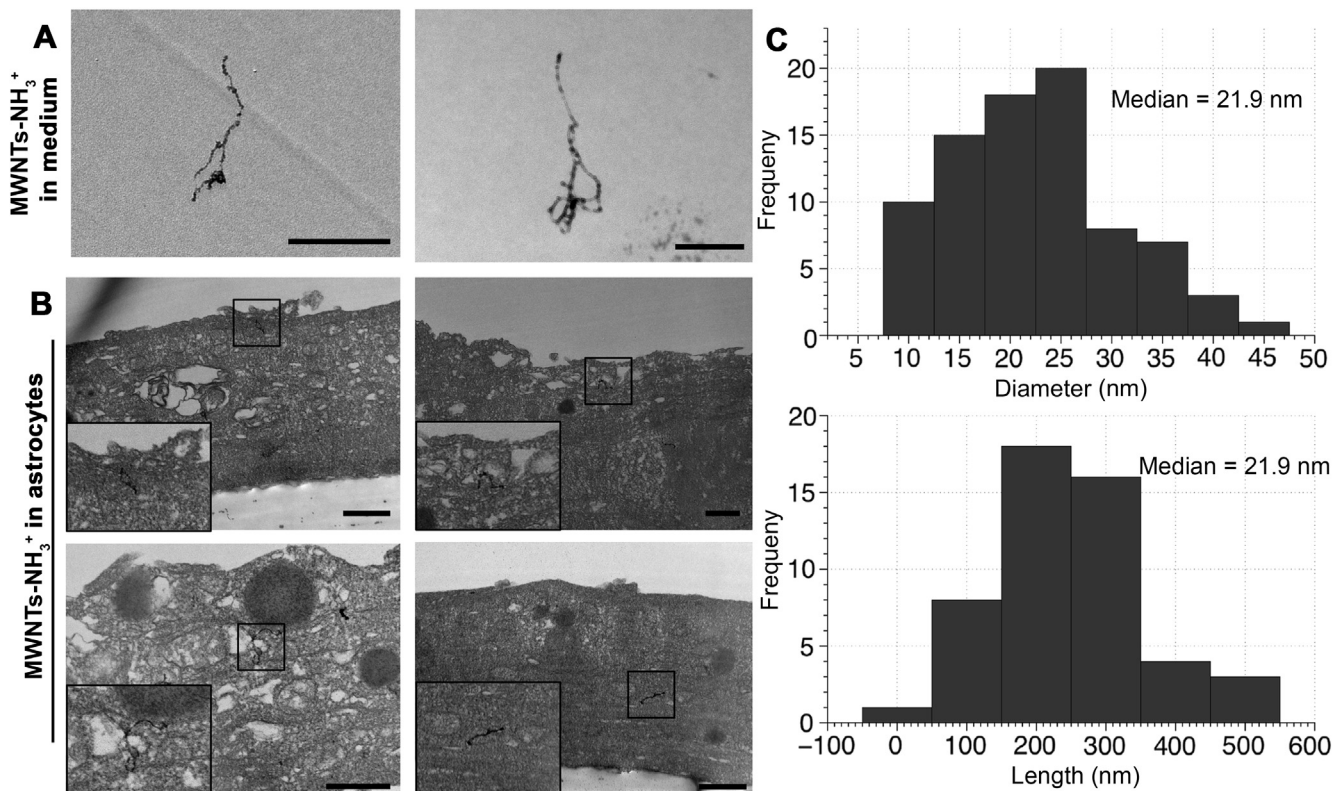 A
MWNTs-NH₃⁺
in medium
B
MWNTs-NH₃⁺ in astrocytes
C
Frequeny
20
15
10
5
0
Median = 21.9 nm
5 10 15 20 25 30 35 40 45 50
Diameter (nm)
Frequeny
20
15
10
5
0
Median = 21.9 nm
−100 0 100 200 300 400 500 600
Length (nm)